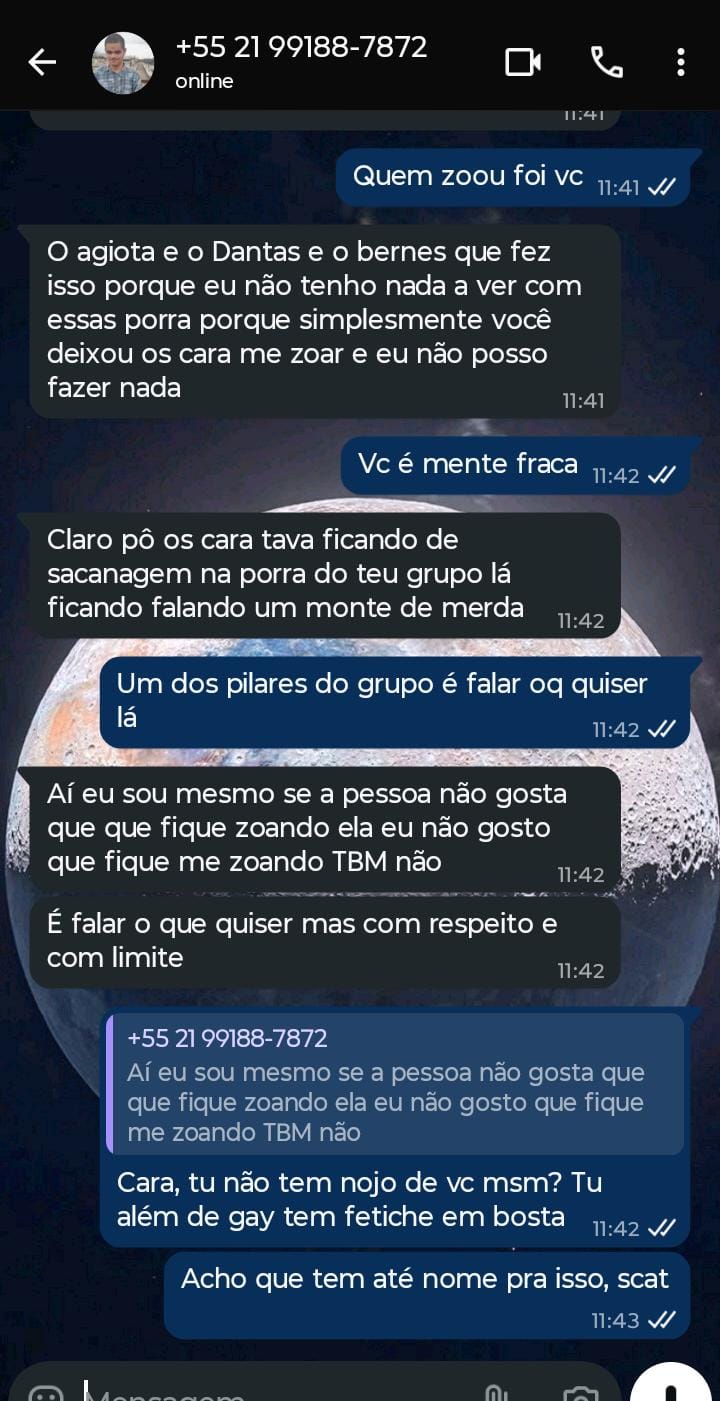 +55 21 99188-7872
online
11:41
Quem zoou foi vc 11:41
O agiota e o Dantas e o bernes que fez
isso porque eu não tenho nada a ver com
essas porra porque simplesmente você
deixou os cara me zoar e eu não posso
fazer nada
11:41
Vc é mente fraca 11:42
Claro pô os cara tava ficando de
sacanagem na porra do teu grupo lá
ficando falando um monte de merda 11:42
Um dos pilares do grupo é falar oq quiser
lá
11:42
Aí eu sou mesmo se a pessoa não gosta
que que fique zoando ela eu não gosto
que fique me zoando TBM não
11:42
É falar o que quiser mas com respeito e
com limite
11:42
+55 21 99188-7872
Aí eu sou mesmo se a pessoa não gosta que
que fique zoando ela eu não gosto que fique
me zoando TBM não
Cara, tu não tem nojo de vc msm? Tu
além de gay tem fetiche em bosta 11:42
Acho que tem até nome pra isso, scat
11:43
Mensagem